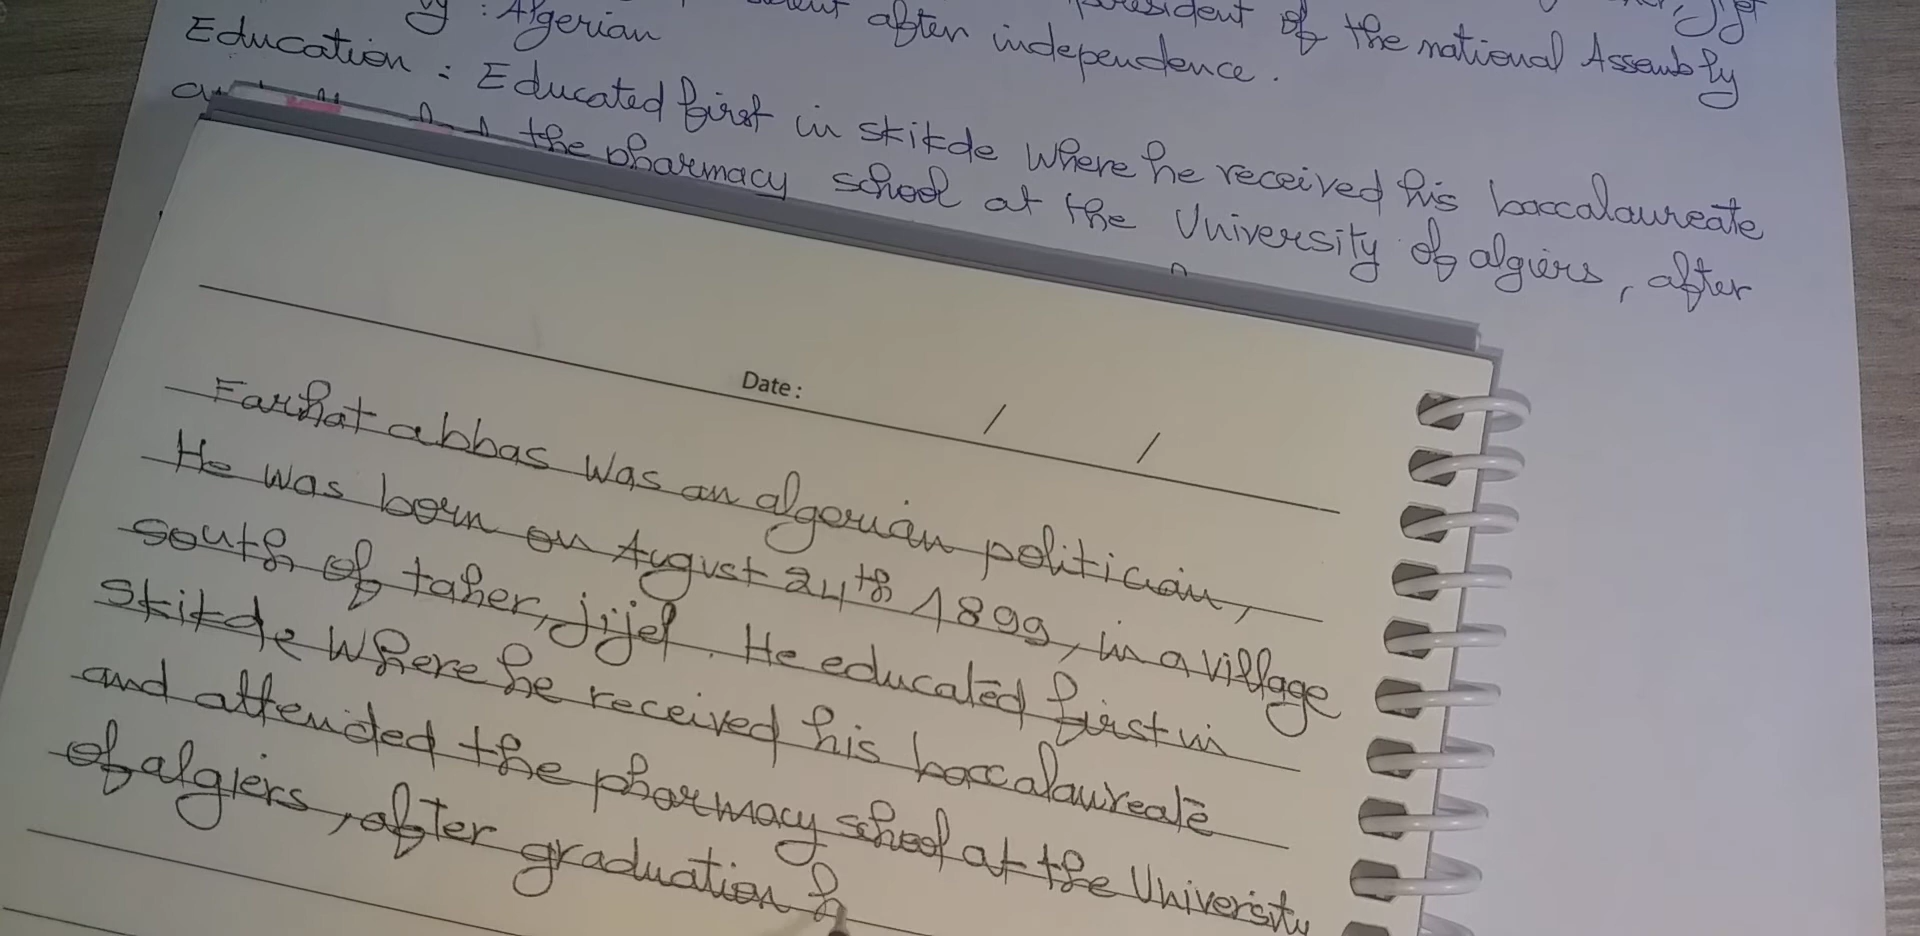 : Algerian after independence. president of the national Assembly
Education : Educated first in skikde where he received his baccalaureate
the pharmacy school at the University of algiers, after
Date : / /
Farhat abbas was an algerian politician,
He was born on August 24th 1899, in a village
south of taher, jijel. He educated first in
skikde where he received his baccalaureate
and attended the pharmacy school at the University
of algiers, after graduation h